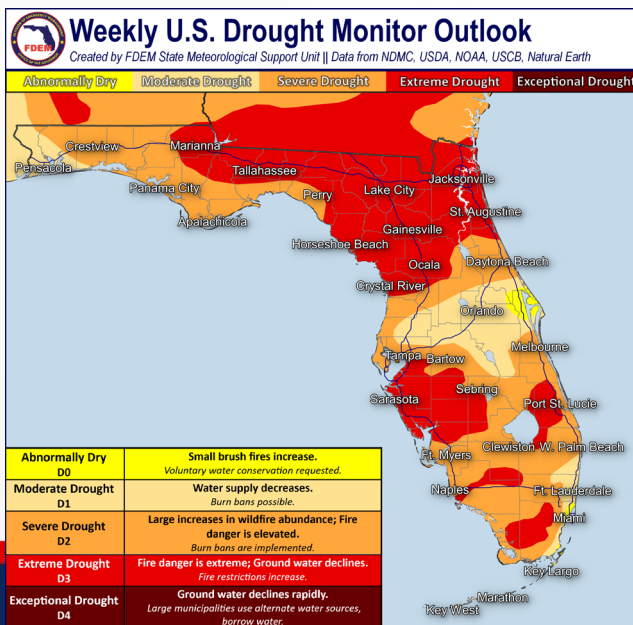 Weekly U.S. Drought Monitor Outlook
Created by FDEM State Meteorological Support Unit || Data from NDMC, USDA, NOAA, USCB, Natural Earth
FDEM
Abnormally Dry Moderate Drought Severe Drought Extreme Drought Exceptional Drought
Crestview
Marianna
Pensacola
Tallahassee
Jacksonville
Panama City
Perry
Lake City
Apalachicola
St. Augustine
Gainesville
Horseshoe Beach
Ocala
Daytona Beach
Crystal River
Orlando
Melbourne
Tampa
Bartow
Sebring
Sarasota
Port St. Lucie
Clewiston
W. Palm Beach
Ft. Myers
Naples
Ft. Lauderdale
Miami
Key Largo
Marathon
Key West
Abnormally Dry
D0
Small brush fires increase.
Voluntary water conservation requested.
Moderate Drought
D1
Water supply decreases.
Burn bans possible.
Severe Drought
D2
Large increases in wildfire abundance; Fire
danger is elevated.
Burn bans are implemented.
Extreme Drought
D3
Fire danger is extreme; Ground water declines.
Fire restrictions increase.
Exceptional Drought
D4
Ground water declines rapidly.
Large municipalities use alternate water sources,
borrow water.